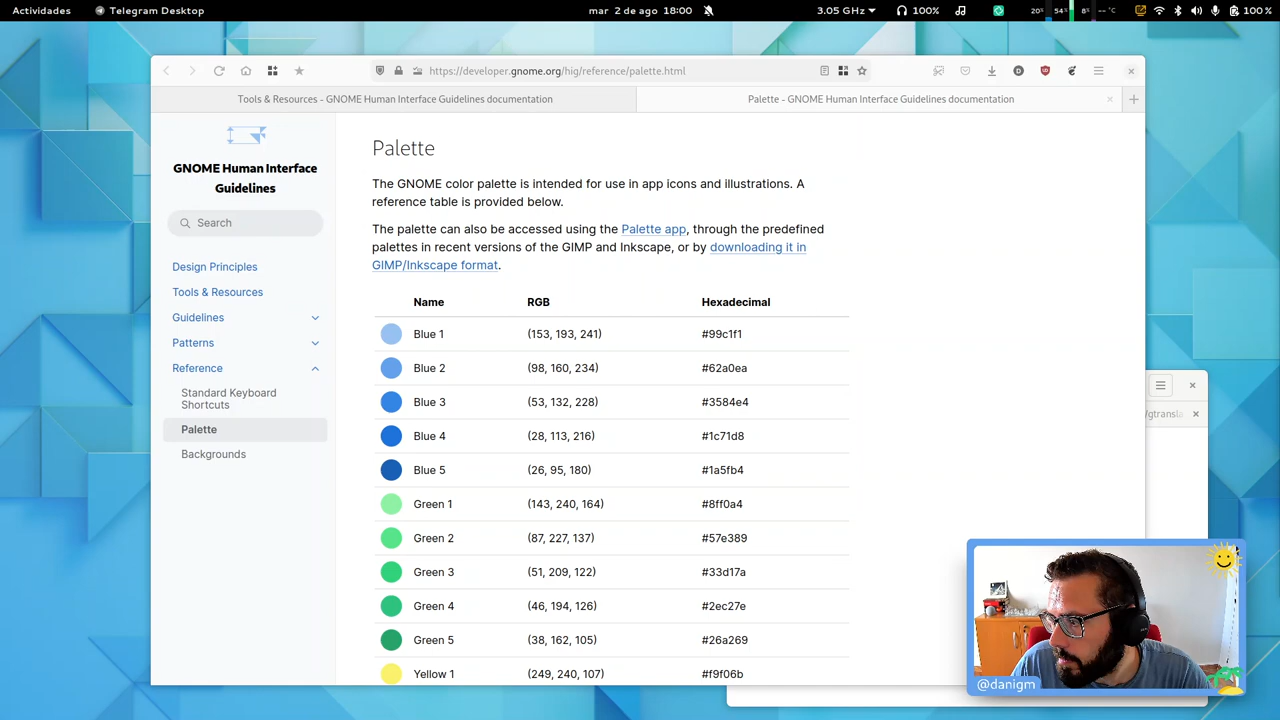 Actividades Telegram Desktop mar 2 de ago 18:00 3.05 GHz 100% 20% 54% 8% -- °C 100 %
https://developer.gnome.org/hig/reference/palette.html
Tools & Resources - GNOME Human Interface Guidelines documentation
Palette - GNOME Human Interface Guidelines documentation
GNOME Human Interface
Guidelines
Search
Design Principles
Tools & Resources
Guidelines
Patterns
Reference
Standard Keyboard
Shortcuts
Palette
Backgrounds
Palette
The GNOME color palette is intended for use in app icons and illustrations. A
reference table is provided below.
The palette can also be accessed using the Palette app, through the predefined
palettes in recent versions of the GIMP and Inkscape, or by downloading it in
GIMP/Inkscape format.
Name RGB Hexadecimal
Blue 1 (153, 193, 241) #99c1f1
Blue 2 (98, 160, 234) #62a0ea
Blue 3 (53, 132, 228) #3584e4
Blue 4 (28, 113, 216) #1c71d8
Blue 5 (26, 95, 180) #1a5fb4
Green 1 (143, 240, 164) #8ff0a4
Green 2 (87, 227, 137) #57e389
Green 3 (51, 209, 122) #33d17a
Green 4 (46, 194, 126) #2ec27e
Green 5 (38, 162, 105) #26a269
Yellow 1 (249, 240, 107) #f9f06b
/gtransla
@danigm